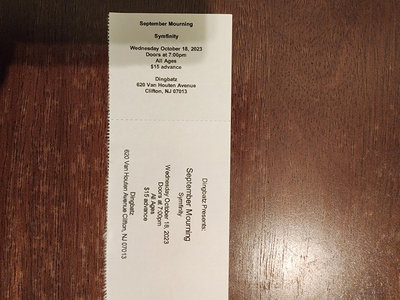 September Mourning
Symfinity
Wednesday October 18, 2023
Doors at 7:00pm
All Ages
$15 advance
Dingbatz
620 Van Houten Avenue
Clifton, NJ 07013
Dingbatz Presents:
September Mourning
Symfinity
Wednesday October 18, 2023
Doors at 7:00pm
All Ages
$15 advance
Dingbatz
620 Van Houten Avenue Clifton, NJ 07013